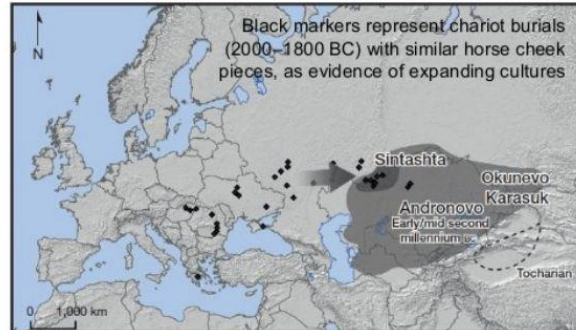 Black markers represent chariot burials
(2000–1800 BC) with similar horse cheek
pieces, as evidence of expanding cultures
N
Sintashta
Okunevo
Karasuk
Andronovo
Early/mid second
millennium
Tocharian
0 1,000 km